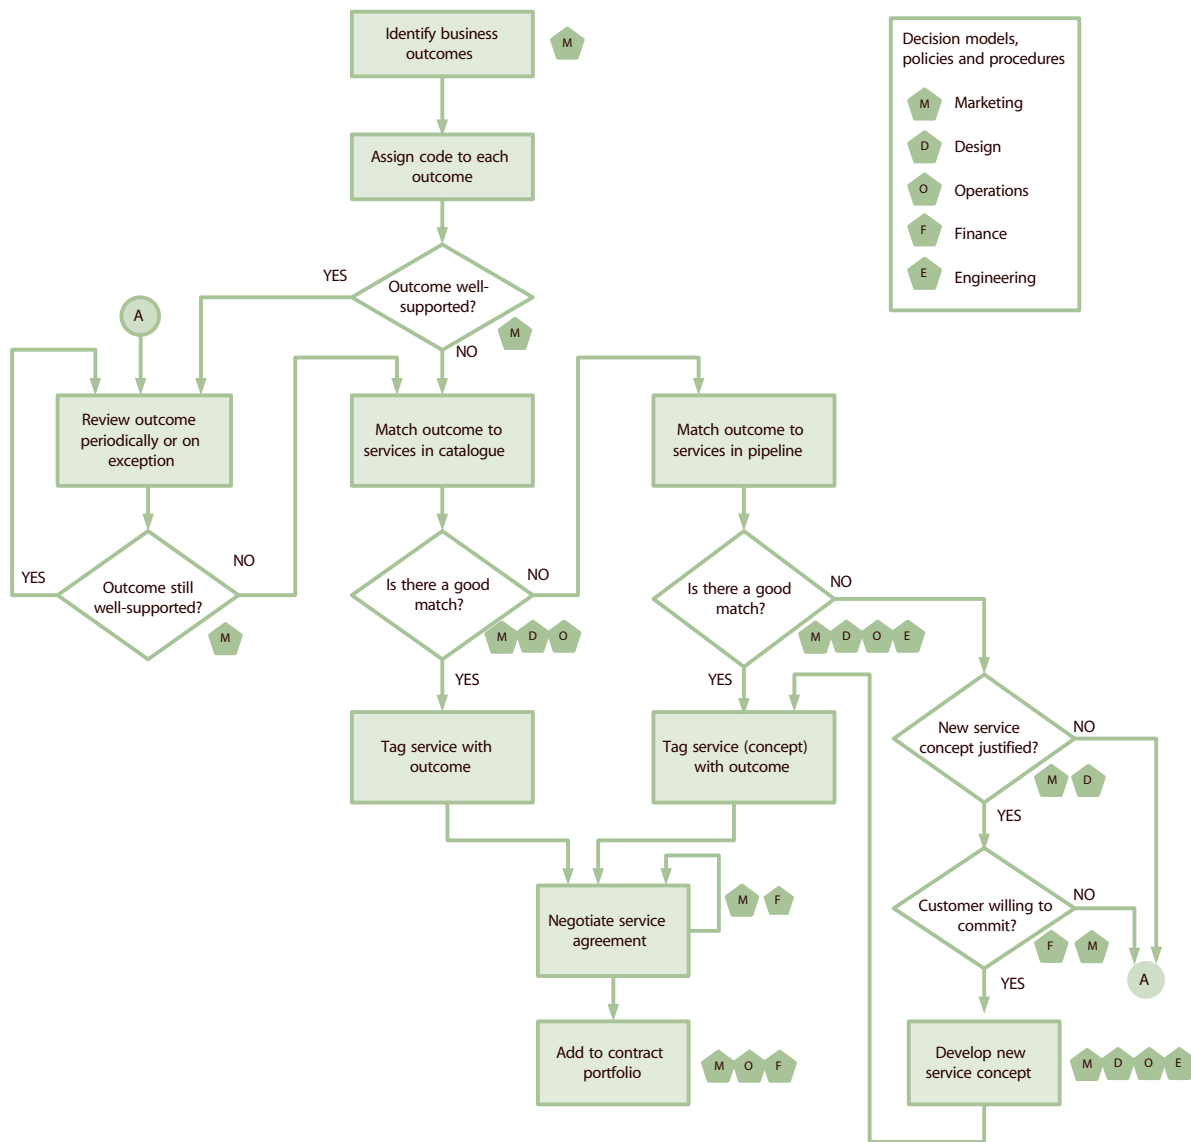 Identify business
outcomes
M
Decision models,
policies and procedures
M Marketing
D Design
O Operations
F Finance
E Engineering
Assign code to each
outcome
YES
Outcome well-
supported?
M
NO
A
Review outcome
periodically or on
exception
Match outcome to
services in catalogue
Match outcome to
services in pipeline
YES
Outcome still
well-supported?
NO
M
Is there a good
match?
NO
M D O
YES
Is there a good
match?
NO
M D O E
YES
Tag service with
outcome
Tag service (concept)
with outcome
New service
concept justified?
NO
M D
YES
Negotiate service
agreement
M F
Customer willing to
commit?
NO
F M
YES
A
Add to contract
portfolio
M O F
Develop new
service concept
M D O E